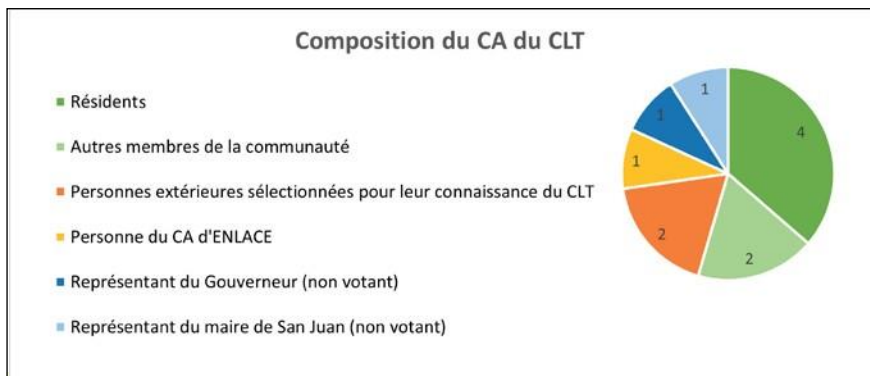 Composition du CA du CLT
Résidents
Autres membres de la communauté
Personnes extérieures sélectionnées pour leur connaissance du CLT
Personne du CA d'ENLACE
Représentant du Gouverneur (non votant)
Représentant du maire de San Juan (non votant)
4
2
2
1
1
1